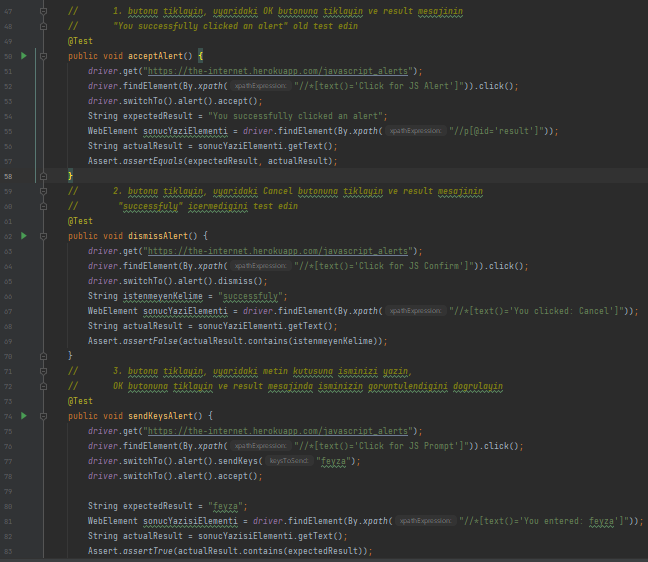 47 //      1. butona tiklayin, uyaridaki OK butonuna tiklayin ve result mesajinin
48 //      "You successfully clicked an alert" old test edin
49 @Test
50 public void acceptAlert() {
51 driver.get("https://the-internet.herokuapp.com/javascript_alerts");
52 driver.findElement(By.xpath( xpathExpression: "//*[text()='Click for JS Alert']")).click();
53 driver.switchTo().alert().accept();
54 String expectedResult = "You successfully clicked an alert";
55 WebElement sonucYaziElementi = driver.findElement(By.xpath( xpathExpression: "//p[@id='result']"));
56 String actualResult = sonucYaziElementi.getText();
57 Assert.assertEquals(expectedResult, actualResult);
58 }
59 //      2. butona tiklayin, uyaridaki Cancel butonuna tiklayin ve result mesajinin
60 //       "successfuly" icermedigini test edin
61 @Test
62 public void dismissAlert() {
63 driver.get("https://the-internet.herokuapp.com/javascript_alerts");
64 driver.findElement(By.xpath( xpathExpression: "//*[text()='Click for JS Confirm']")).click();
65 driver.switchTo().alert().dismiss();
66 String istenmeyenKelime = "successfuly";
67 WebElement sonucYaziElementi = driver.findElement(By.xpath( xpathExpression: "//*[text()='You clicked: Cancel']"));
68 String actualResult = sonucYaziElementi.getText();
69 Assert.assertFalse(actualResult.contains(istenmeyenKelime));
70 }
71 //      3. butona tiklayin, uyaridaki metin kutusuna isminizi yazin,
72 //      OK butonuna tiklayin ve result mesajinda isminizin goruntulendigini dogrulayin
73 @Test
74 public void sendKeysAlert() {
75 driver.get("https://the-internet.herokuapp.com/javascript_alerts");
76 driver.findElement(By.xpath( xpathExpression: "//*[text()='Click for JS Prompt']")).click();
77 driver.switchTo().alert().sendKeys( keysToSend: "feyza");
78 driver.switchTo().alert().accept();
79
80 String expectedResult = "feyza";
81 WebElement sonucYazisiElementi = driver.findElement(By.xpath( xpathExpression: "//*[text()='You entered: feyza']"));
82 String actualResult = sonucYazisiElementi.getText();
83 Assert.assertTrue(actualResult.contains(expectedResult));